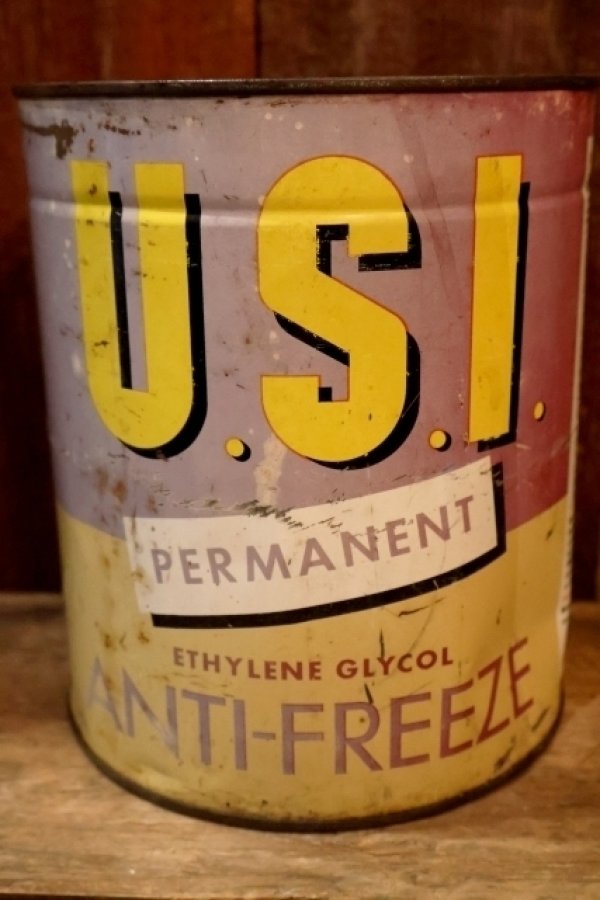 U.S.I.
PERMANENT
ETHYLENE GLYCOL
ANTI-FREEZE